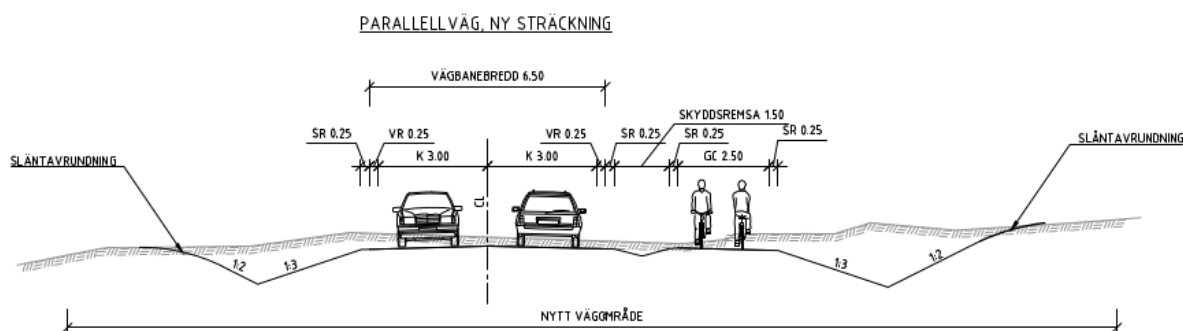 PARALLELLVÄG, NY STRÄCKNING
VÄGBANEBREDD 6.50
SKYDDSREMSA 1.50
SR 0.25 VR 0.25 VR 0.25 SR 0.25 SR 0.25 SR 0.25
SLÄNTAVRUNDNING K 3.00 K 3.00 GC 2.50 SLÄNTAVRUNDNING
CL
1:2 1:3 1:3 1:2
NYTT VÄGOMRÅDE